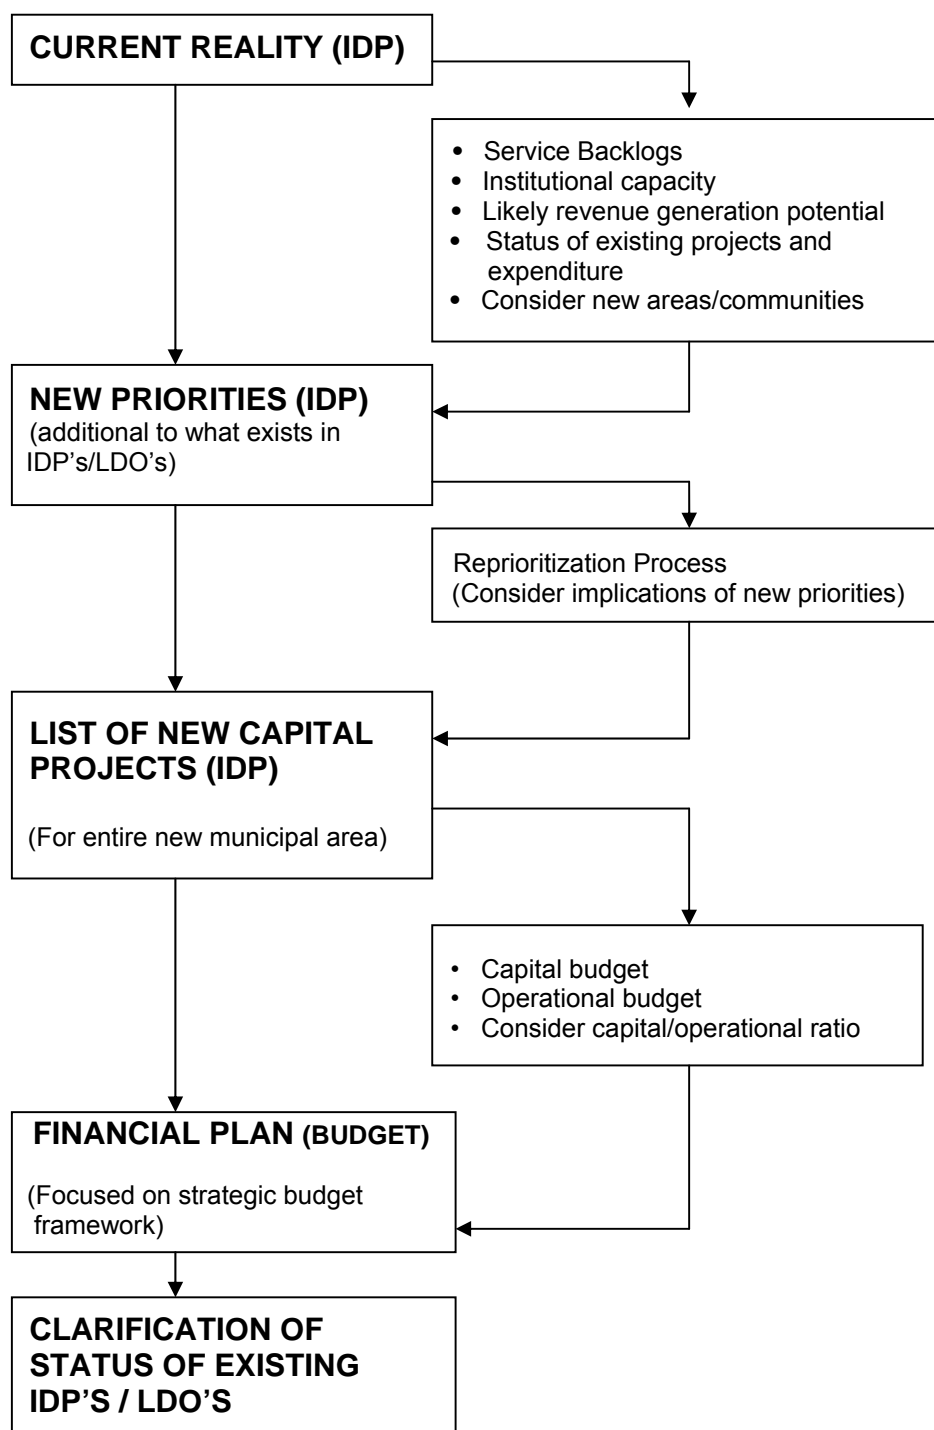 CURRENT REALITY (IDP)
• Service Backlogs
• Institutional capacity
• Likely revenue generation potential
• Status of existing projects and
expenditure
• Consider new areas/communities
NEW PRIORITIES (IDP)
(additional to what exists in
IDP’s/LDO’s)
Reprioritization Process
(Consider implications of new priorities)
LIST OF NEW CAPITAL
PROJECTS (IDP)
(For entire new municipal area)
• Capital budget
• Operational budget
• Consider capital/operational ratio
FINANCIAL PLAN (BUDGET)
(Focused on strategic budget
framework)
CLARIFICATION OF
STATUS OF EXISTING
IDP’S / LDO’S